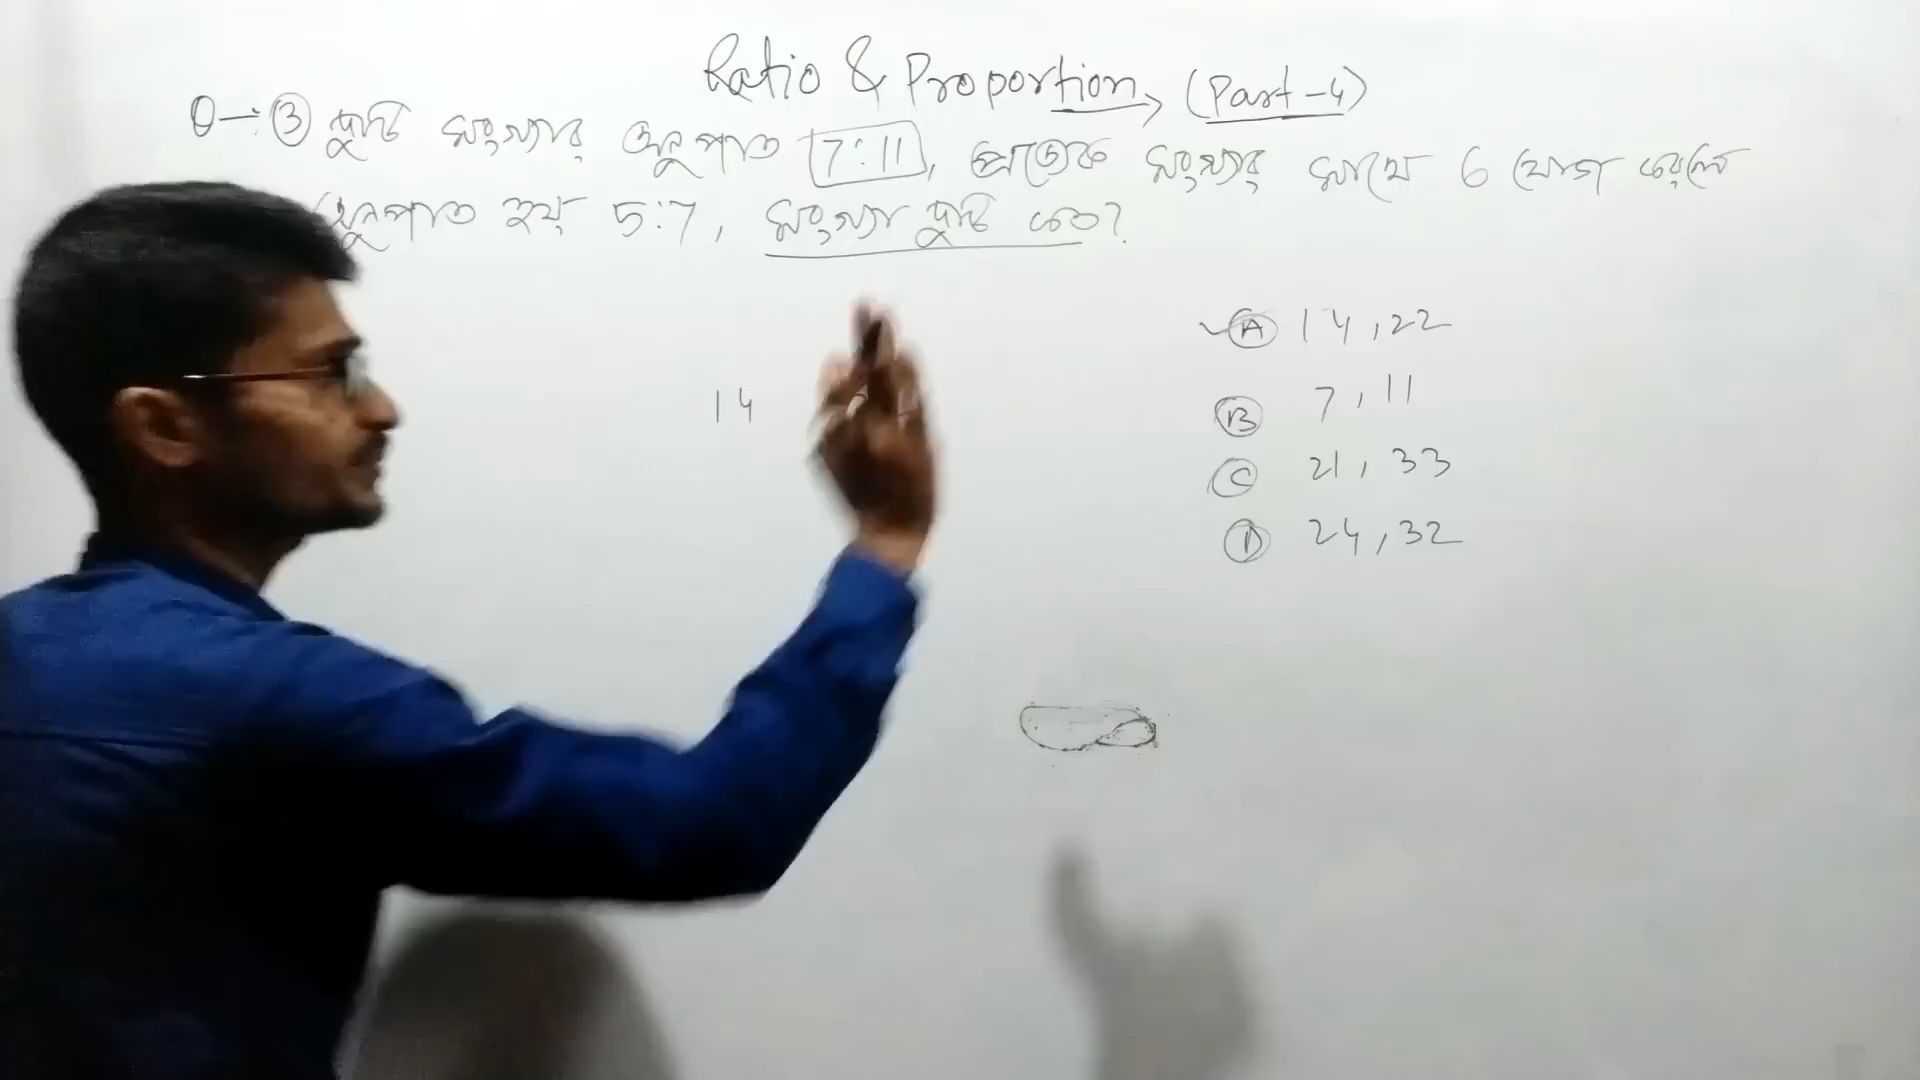 Ratio & Proportion, (Part-4)
Q→ ③ দুটি সংখ্যার অনুপাত 7:11, প্রত্যেক সংখ্যার সাথে 6 যোগ করলে
অনুপাত হয় 5:7, সংখ্যা দুটি কত?
Ⓐ 14, 22
Ⓑ 7, 11
Ⓒ 21, 33
Ⓓ 24, 32
14